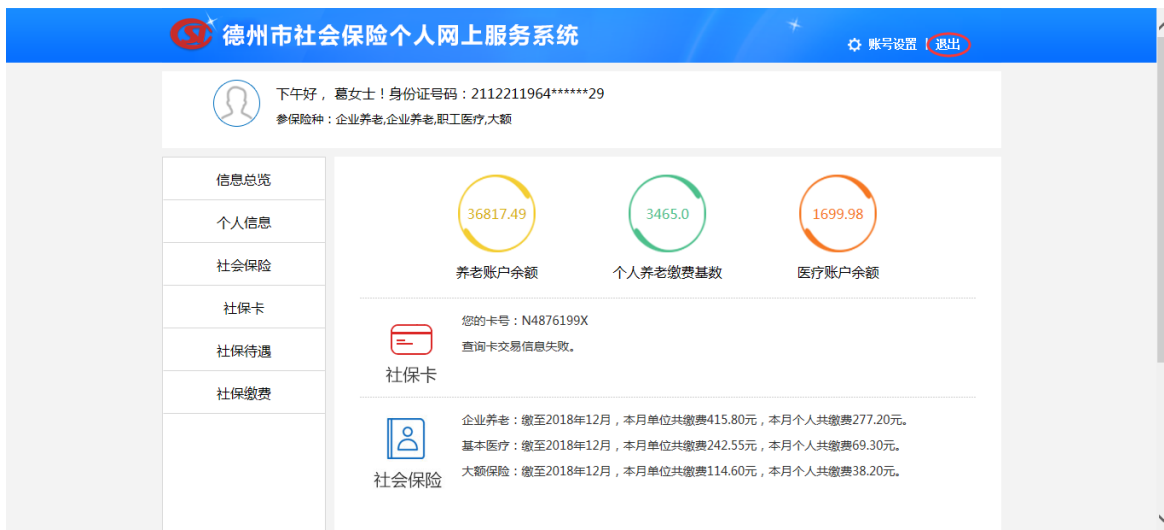 德州市社会保险个人网上服务系统
账号设置 | 退出
下午好，葛女士！身份证号码：2112211964******29
参保险种：企业养老,企业养老,职工医疗,大额
信息总览
个人信息
社会保险
社保卡
社保待遇
社保缴费
36817.49
3465.0
1699.98
养老账户余额
个人养老缴费基数
医疗账户余额
您的卡号：N4876199X
查询卡交易信息失败。
社保卡
企业养老：缴至2018年12月，本月单位共缴费415.80元，本月个人共缴费277.20元。
基本医疗：缴至2018年12月，本月单位共缴费242.55元，本月个人共缴费69.30元。
大额保险：缴至2018年12月，本月单位共缴费114.60元，本月个人共缴费38.20元。
社会保险